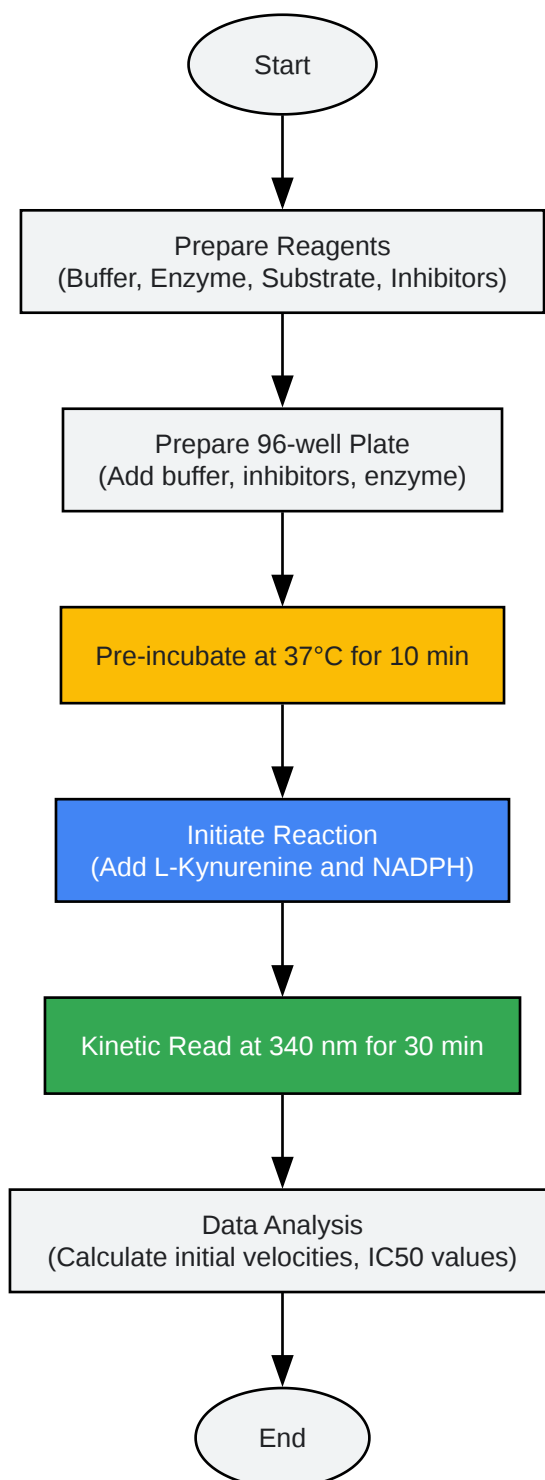 Start
Prepare Reagents
(Buffer, Enzyme, Substrate, Inhibitors)
Prepare 96-well Plate
(Add buffer, inhibitors, enzyme)
Pre-incubate at 37°C for 10 min
Initiate Reaction
(Add L-Kynurenine and NADPH)
Kinetic Read at 340 nm for 30 min
Data Analysis
(Calculate initial velocities, IC50 values)
End